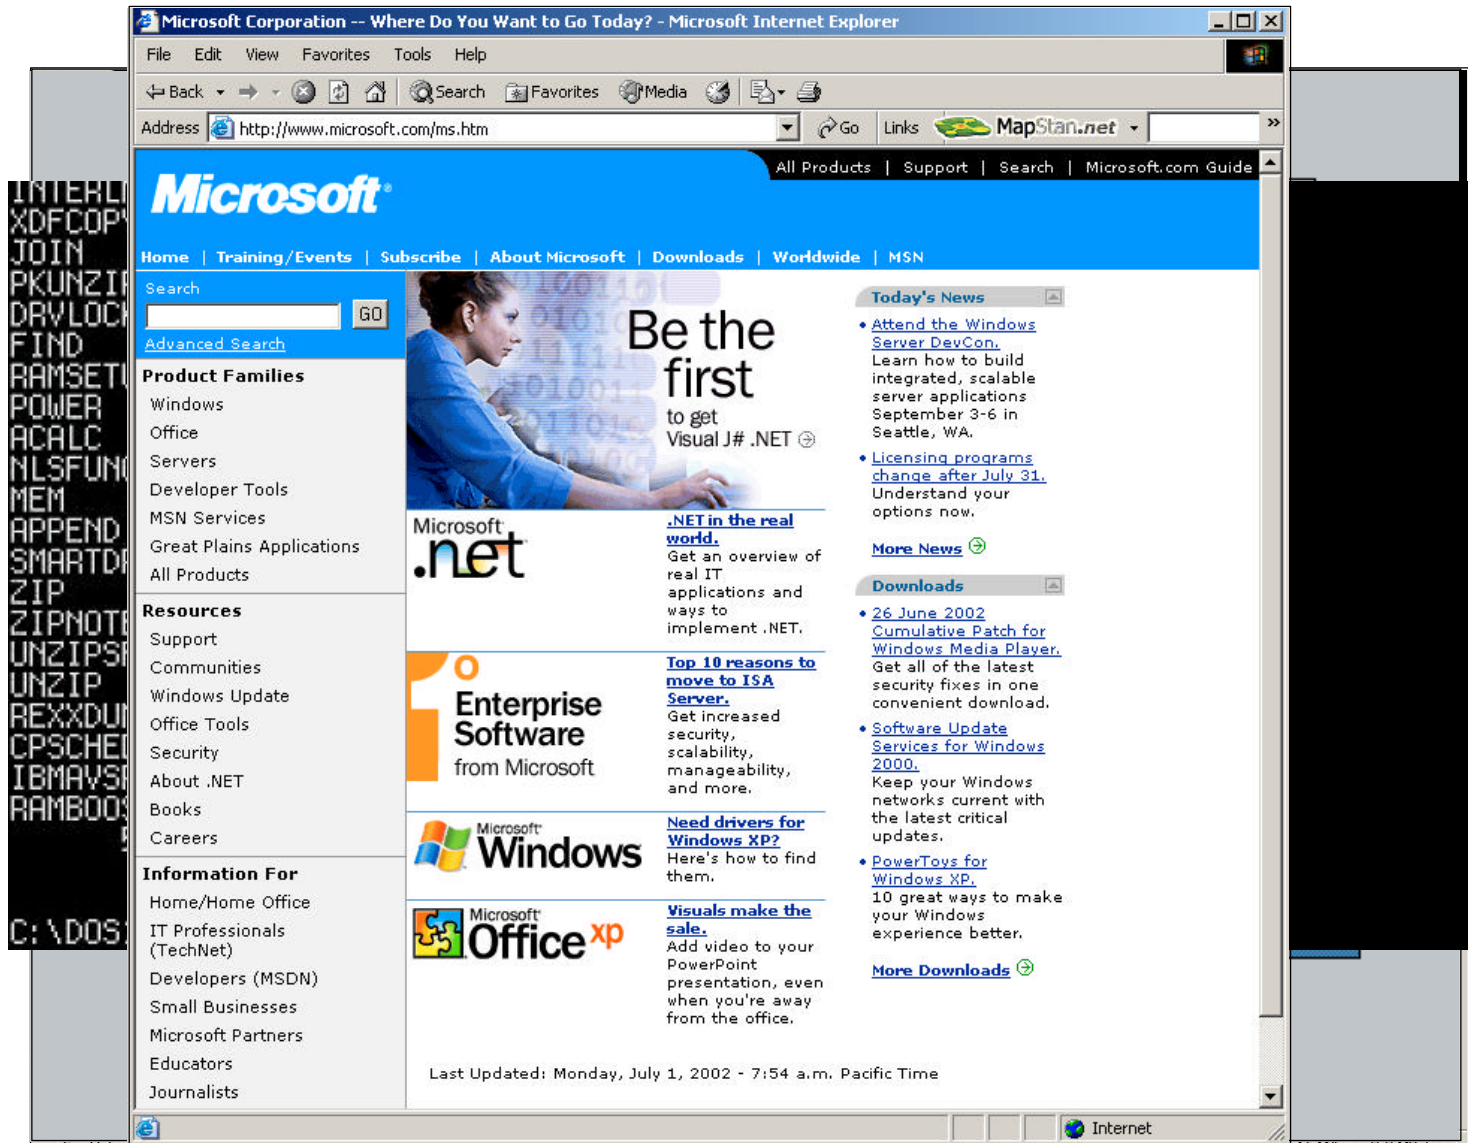 Microsoft Corporation -- Where Do You Want to Go Today? - Microsoft Internet Explorer
File Edit View Favorites Tools Help
Back Search Favorites Media
Address http://www.microsoft.com/ms.htm Go Links MapStan.net »
All Products | Support | Search | Microsoft.com Guide
Microsoft®
Home | Training/Events | Subscribe | About Microsoft | Downloads | Worldwide | MSN
Search
GO
Advanced Search
Product Families
Windows
Office
Servers
Developer Tools
MSN Services
Great Plains Applications
All Products
Resources
Support
Communities
Windows Update
Office Tools
Security
About .NET
Books
Careers
Information For
Home/Home Office
IT Professionals
(TechNet)
Developers (MSDN)
Small Businesses
Microsoft Partners
Educators
Journalists
Be the
first
to get
Visual J# .NET
Microsoft
.net
.NET in the real
world.
Get an overview of
real IT
applications and
ways to
implement .NET.
Enterprise
Software
from Microsoft
Top 10 reasons to
move to ISA
Server.
Get increased
security,
scalability,
manageability,
and more.
Microsoft
Windows
Need drivers for
Windows XP?
Here's how to find
them.
Microsoft
Office xp
Visuals make the
sale.
Add video to your
PowerPoint
presentation, even
when you're away
from the office.
Today's News
• Attend the Windows
Server DevCon.
Learn how to build
integrated, scalable
server applications
September 3-6 in
Seattle, WA.
• Licensing programs
change after July 31.
Understand your
options now.
More News
Downloads
• 26 June 2002
Cumulative Patch for
Windows Media Player.
Get all of the latest
security fixes in one
convenient download.
• Software Update
Services for Windows
2000.
Keep your Windows
networks current with
the latest critical
updates.
• PowerToys for
Windows XP.
10 great ways to make
your Windows
experience better.
More Downloads
Last Updated: Monday, July 1, 2002 - 7:54 a.m. Pacific Time
Internet
JOIN
FIND
POWER
ACALC
MEM
APPEND
ZIP
UNZIP
C:\DOS